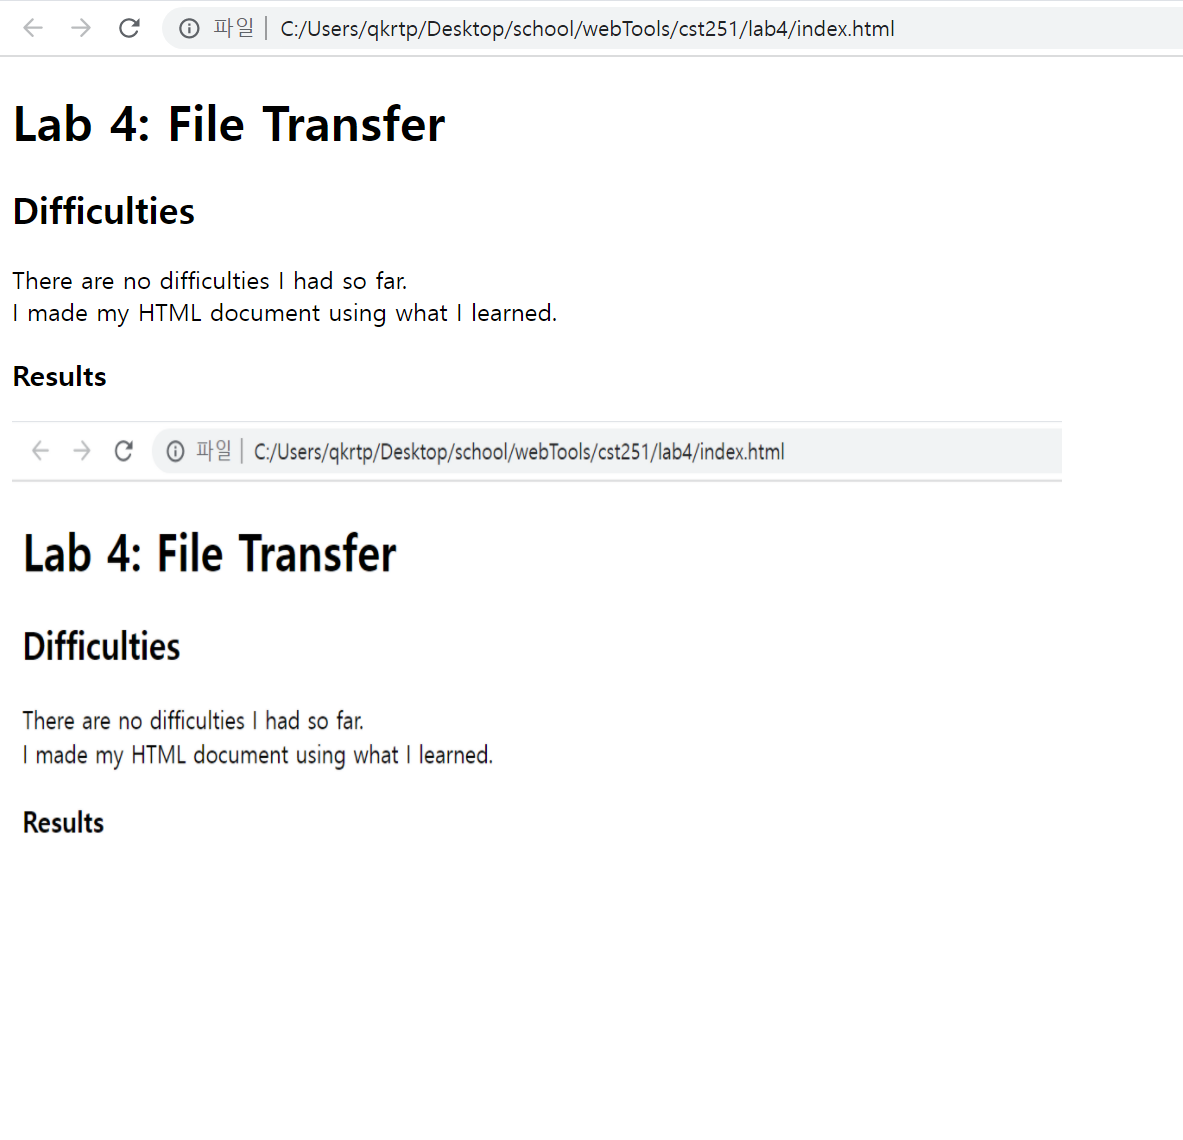 파일 | C:/Users/qkrtp/Desktop/school/webTools/cst251/lab4/index.html
Lab 4: File Transfer
Difficulties
There are no difficulties I had so far.
I made my HTML document using what I learned.
Results
파일 | C:/Users/qkrtp/Desktop/school/webTools/cst251/lab4/index.html
Lab 4: File Transfer
Difficulties
There are no difficulties I had so far.
I made my HTML document using what I learned.
Results